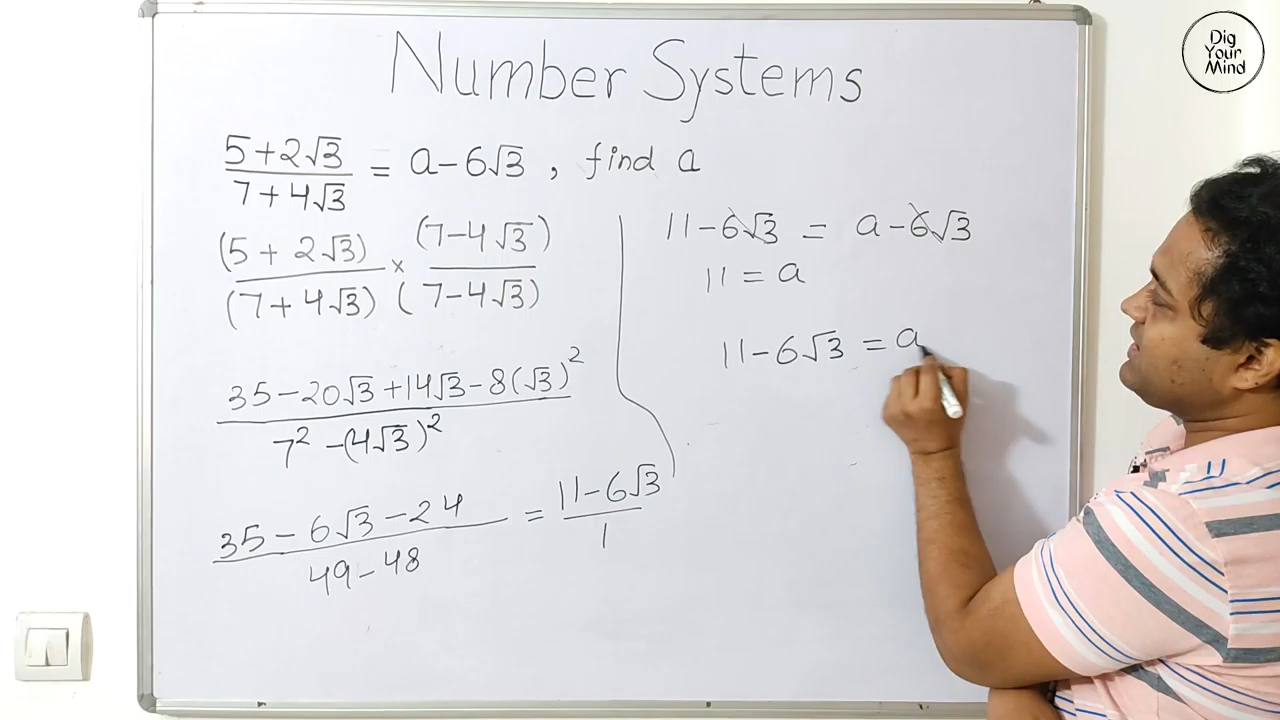 Number Systems
Dig
Your
Mind
5+2√3
7+4√3
= a-6√3 , find a
(5+2√3) × (7-4√3)
(7+4√3) (7-4√3)
35-20√3+14√3-8(√3)²
7²-(4√3)²
35-6√3-24 = 11-6√3
49-48 1
11-6√3 = a-6√3
11 = a
11-6√3 = a